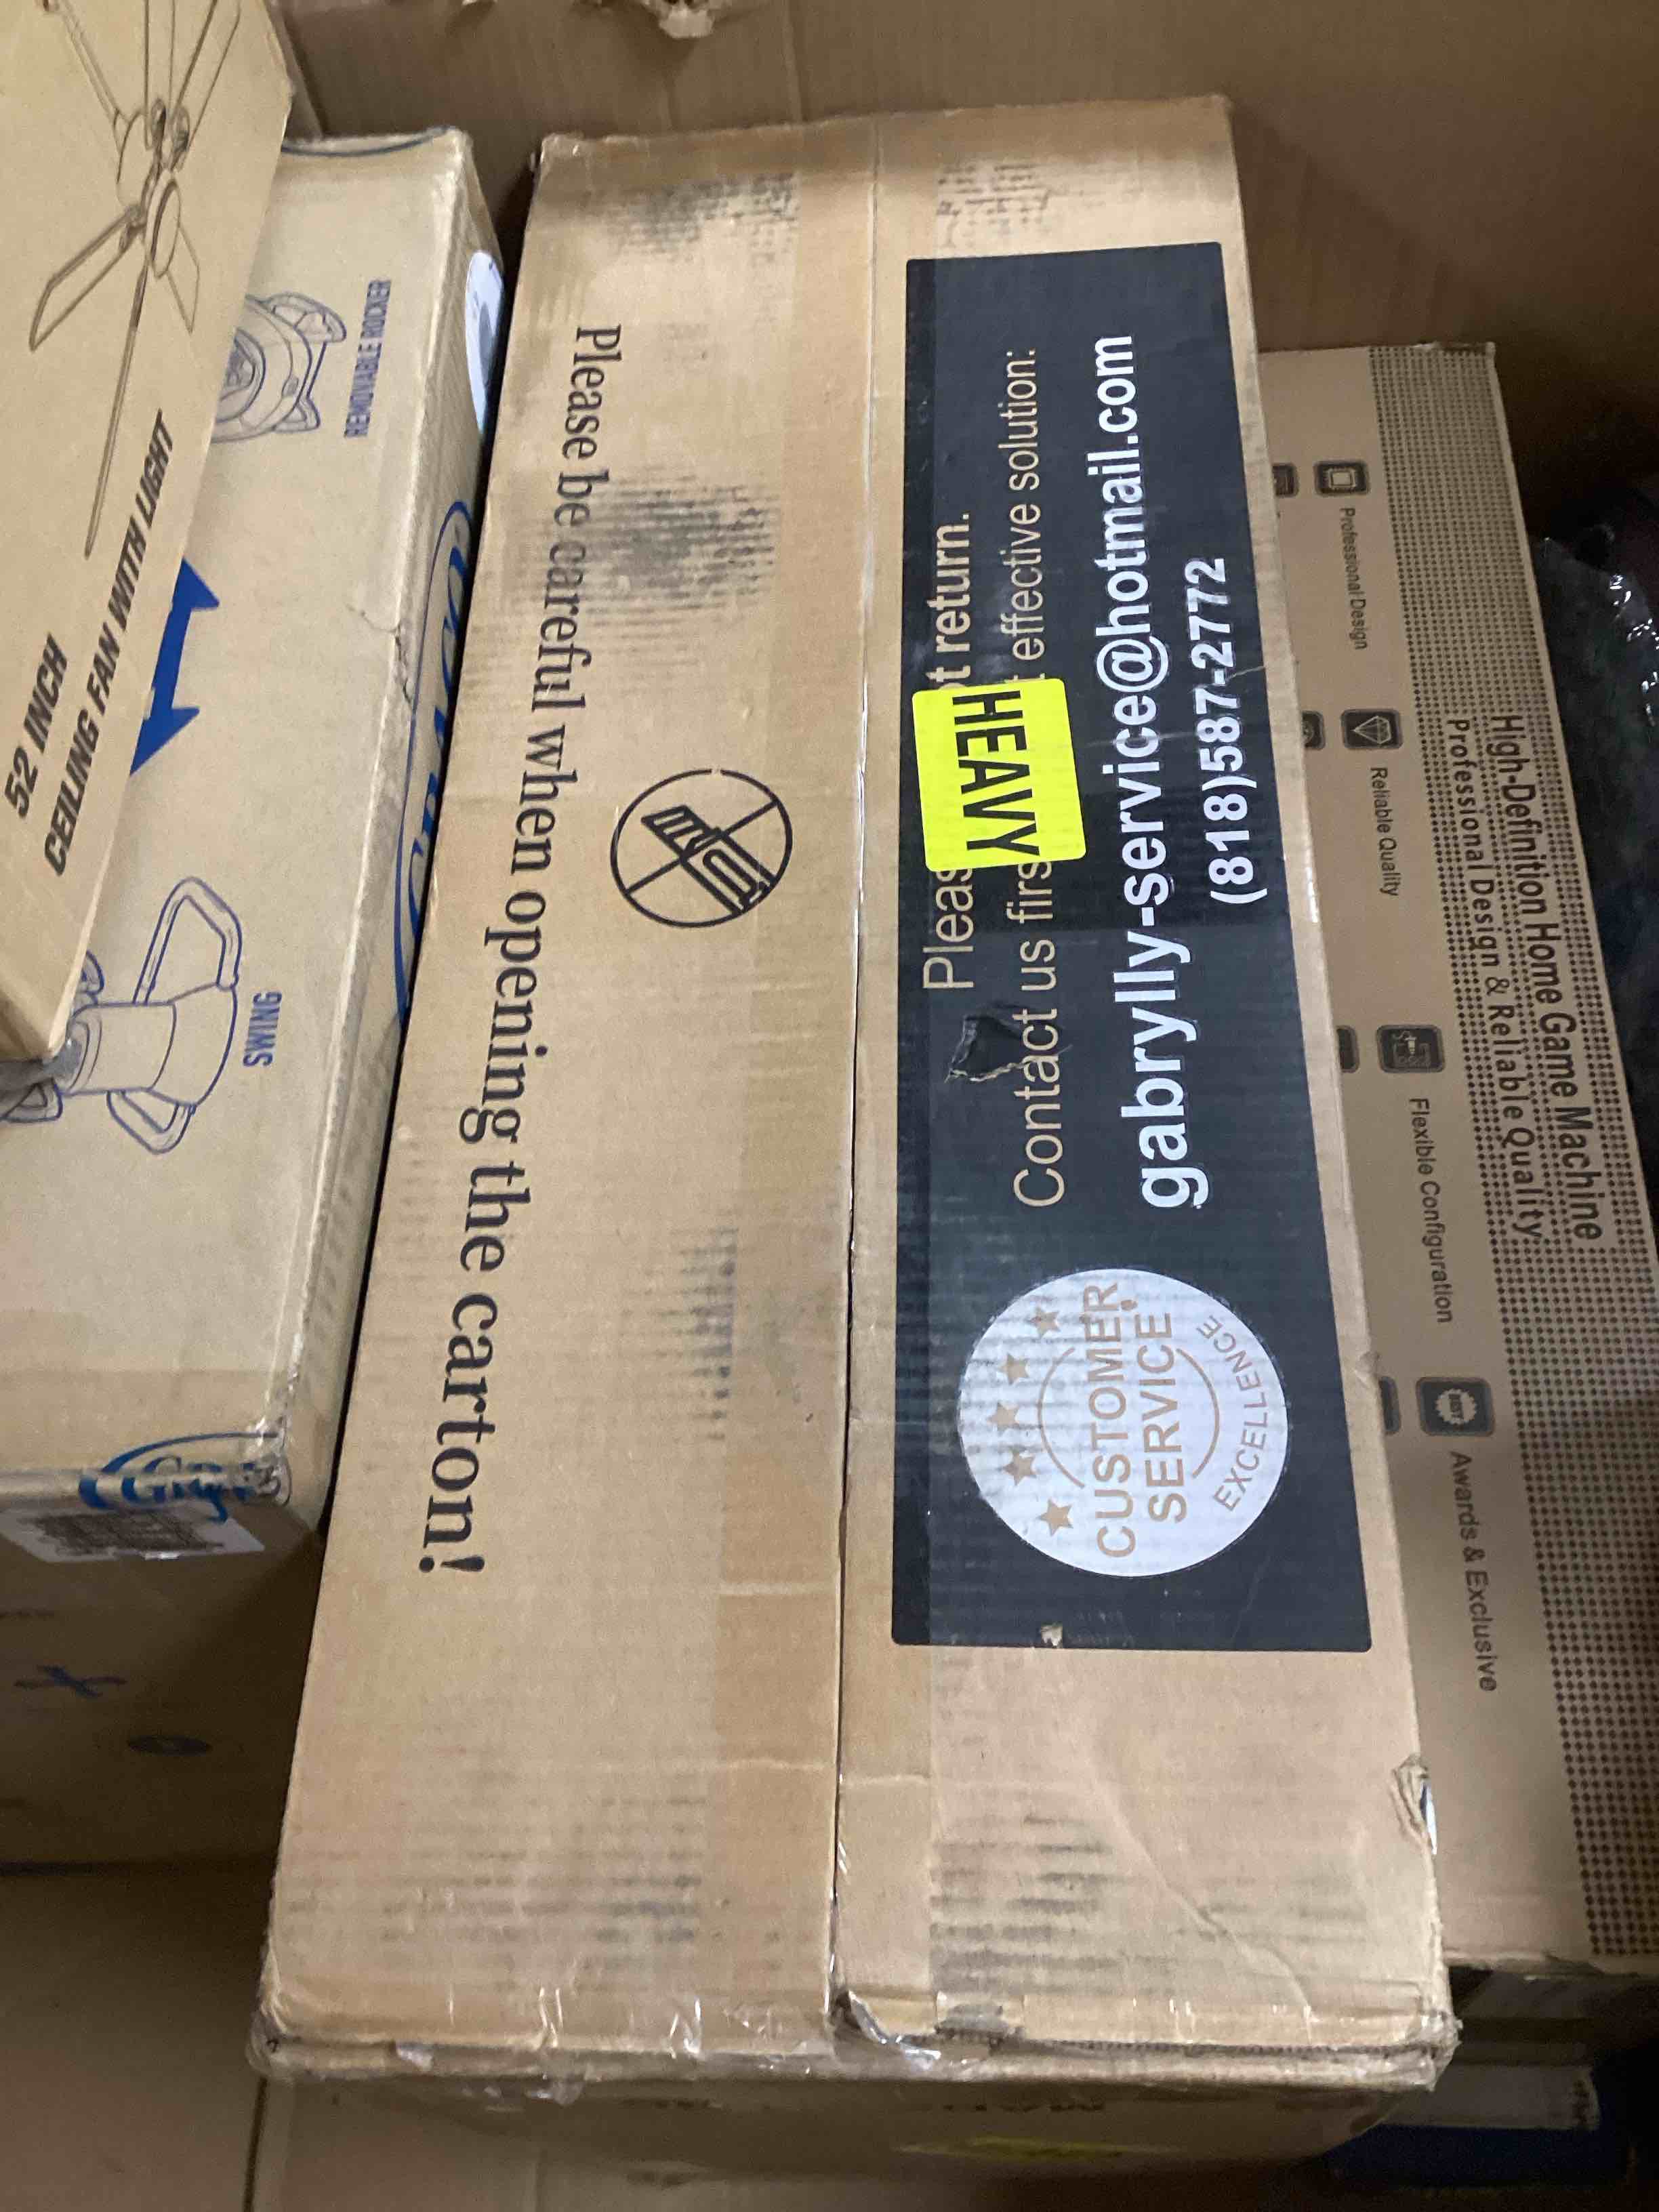 52 INCH
CEILING FAN WITH LIGHT
REMOVABLE ROCKER
SWING
Please be careful when opening the carton!
Pleas t return.
HEAVY
Contact us firs effective solution:
gabrylly-service@hotmail.com
(818)587-2772
CUSTOMER
SERVICE
EXCELLENCE
High-Definition Home Game Machine
Professional Design & Reliable Quality
Professional Design
Reliable Quality
Flexible Configuration
Awards & Exclusive